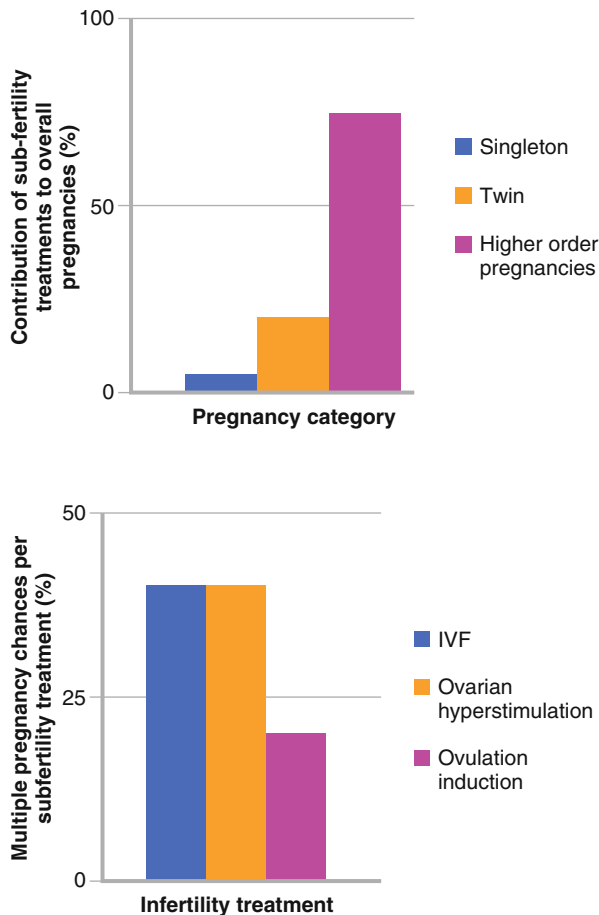 Contribution of sub-fertility
treatments to overall
pregnancies (%)
100
50
0
Pregnancy category
Singleton
Twin
Higher order
pregnancies
Multiple pregnancy chances per
subfertility treatment (%)
50
25
0
Infertility treatment
IVF
Ovarian
hyperstimulation
Ovulation
induction